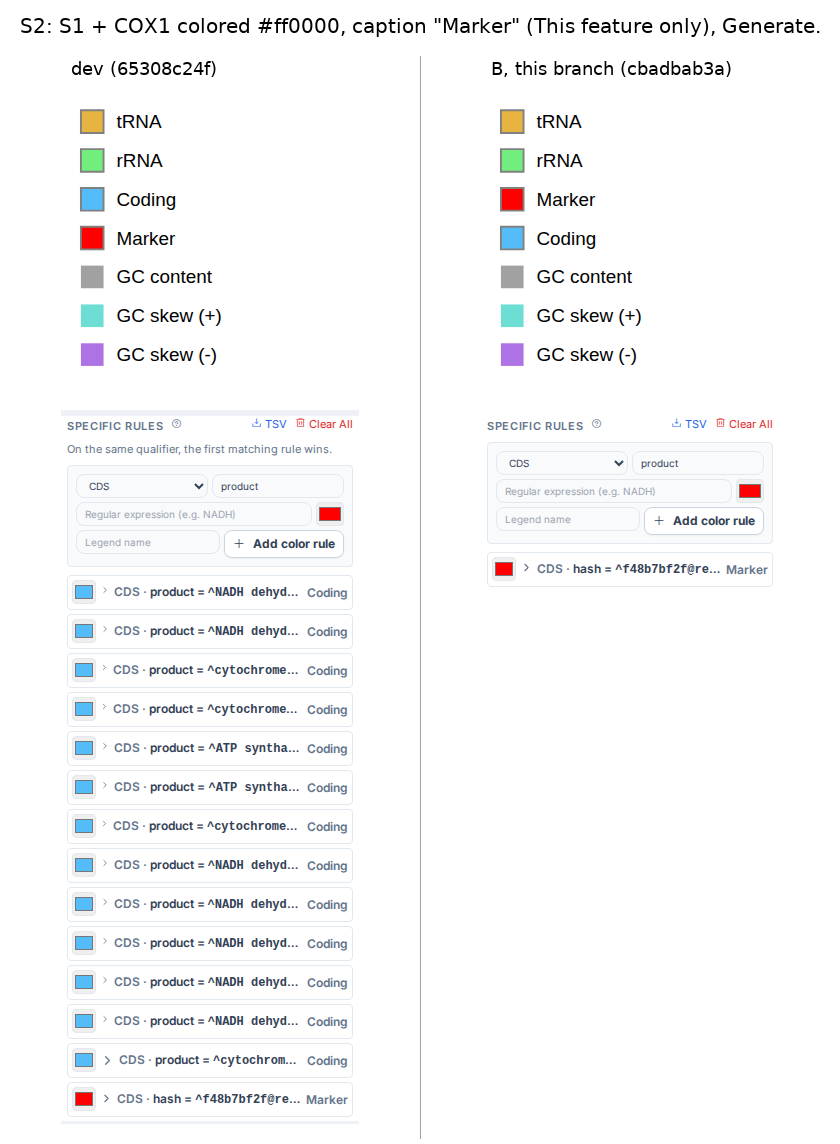 S2: S1 + COX1 colored #ff0000, caption "Marker" (This feature only), Generate.
dev (65308c24f)
tRNA
rRNA
Coding
Marker
GC content
GC skew (+)
GC skew (-)
SPECIFIC RULES
TSV
Clear All
On the same qualifier, the first matching rule wins.
CDS
product
Regular expression (e.g. NADH)
Legend name
+ Add color rule
CDS · product = ^NADH dehyd... Coding
CDS · product = ^NADH dehyd... Coding
CDS · product = ^cytochrome... Coding
CDS · product = ^cytochrome... Coding
CDS · product = ^ATP syntha... Coding
CDS · product = ^ATP syntha... Coding
CDS · product = ^cytochrome... Coding
CDS · product = ^NADH dehyd... Coding
CDS · product = ^NADH dehyd... Coding
CDS · product = ^NADH dehyd... Coding
CDS · product = ^NADH dehyd... Coding
CDS · product = ^NADH dehyd... Coding
CDS · product = ^cytochrom... Coding
CDS · hash = ^f48b7bf2f@re... Marker
B, this branch (cbadbab3a)
tRNA
rRNA
Marker
Coding
GC content
GC skew (+)
GC skew (-)
SPECIFIC RULES
TSV
Clear All
CDS
product
Regular expression (e.g. NADH)
Legend name
+ Add color rule
CDS · hash = ^f48b7bf2f@re... Marker